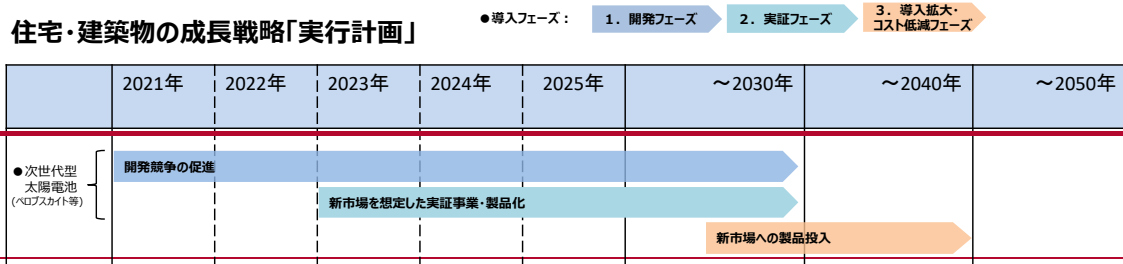 住宅・建築物の成長戦略「実行計画」
●導入フェーズ：
1．開発フェーズ
2．実証フェーズ
3．導入拡大・
コスト低減フェーズ
2021年
2022年
2023年
2024年
2025年
～2030年
～2040年
～2050年
●次世代型
太陽電池
(ペロブスカイト等)
開発競争の促進
新市場を想定した実証事業・製品化
新市場への製品投入